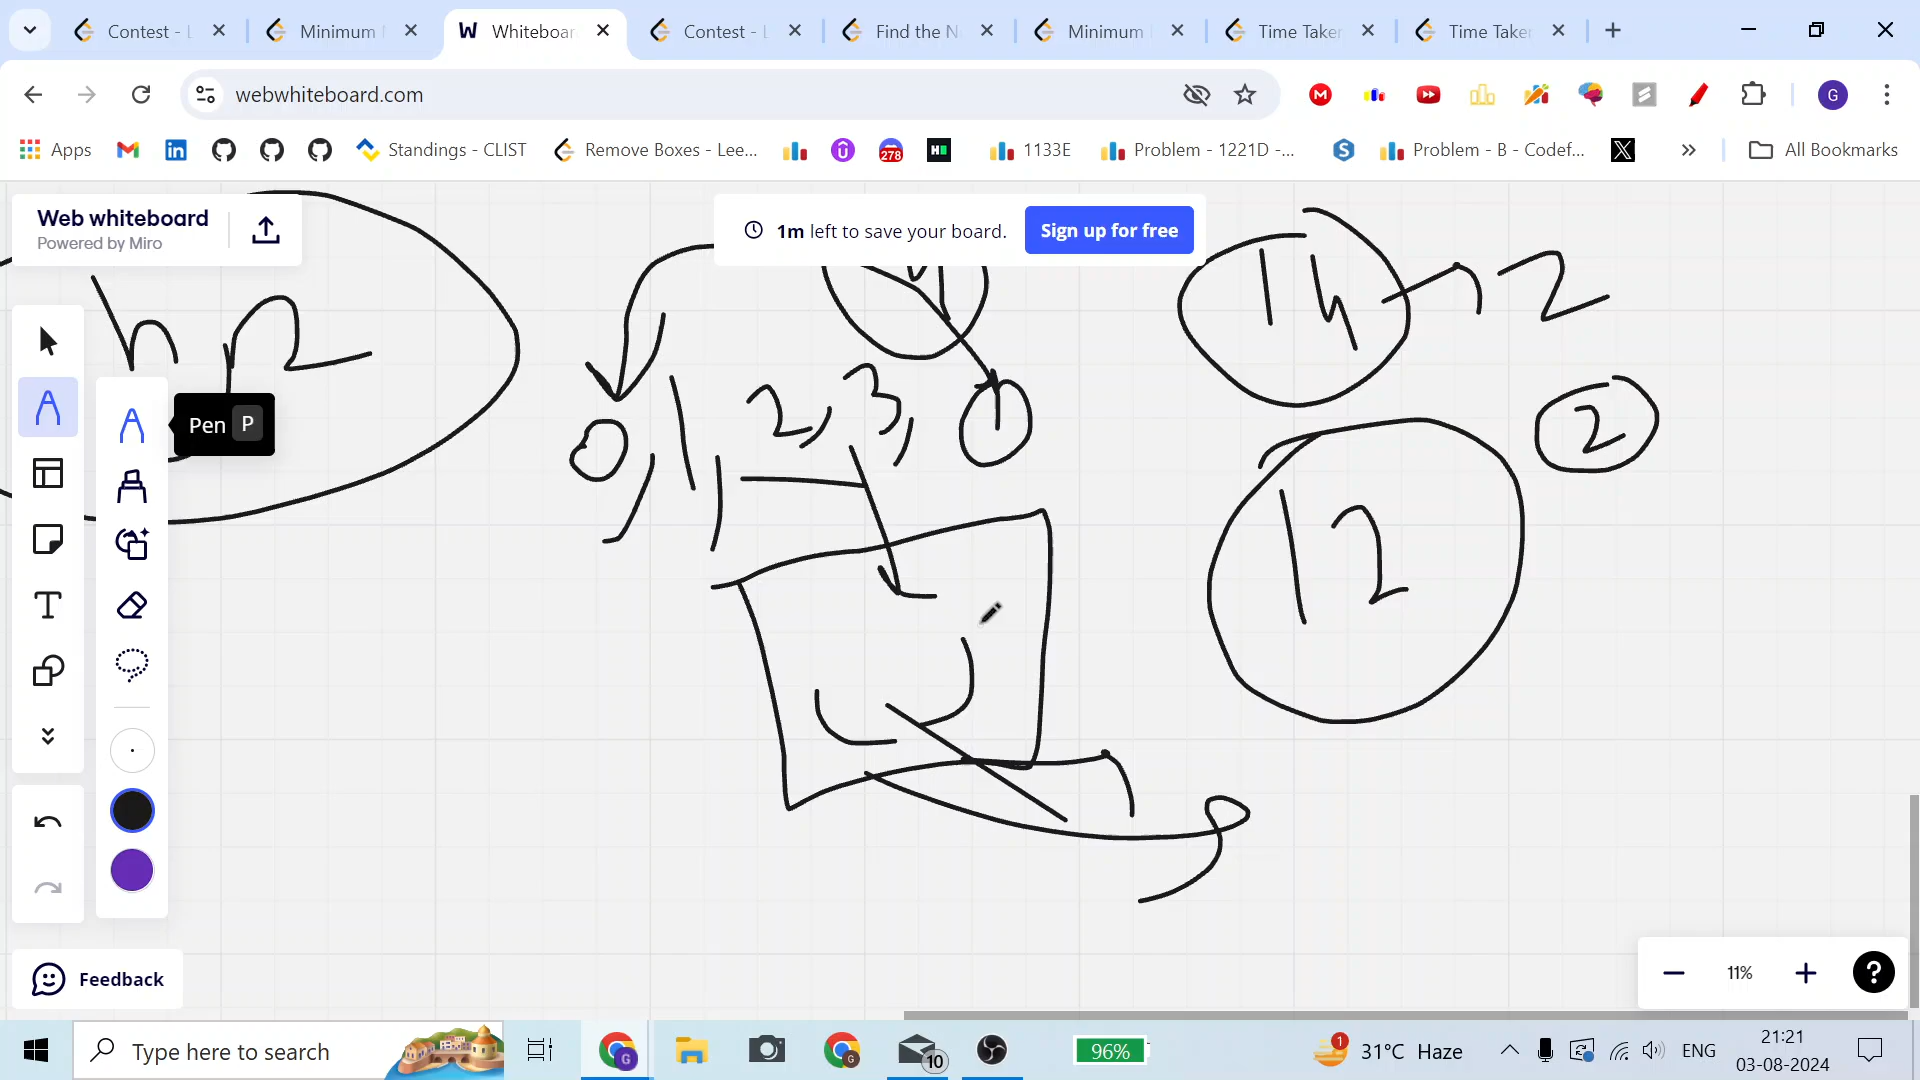 Contest - L
Minimum
Whiteboar
Contest - L
Find the N
Minimum
Time Taken
Time Taken
webwhiteboard.com
G
Apps
Standings - CLIST
Remove Boxes - Lee...
278
1133E
Problem - 1221D -...
Problem - B - Codef...
All Bookmarks
Web whiteboard
Powered by Miro
1m left to save your board.
Sign up for free
14
2
Pen P
0, 1, 2, 3, 1
2
12
Feedback
11%
Type here to search
10
96%
1
31°C Haze
ENG
21:21
03-08-2024